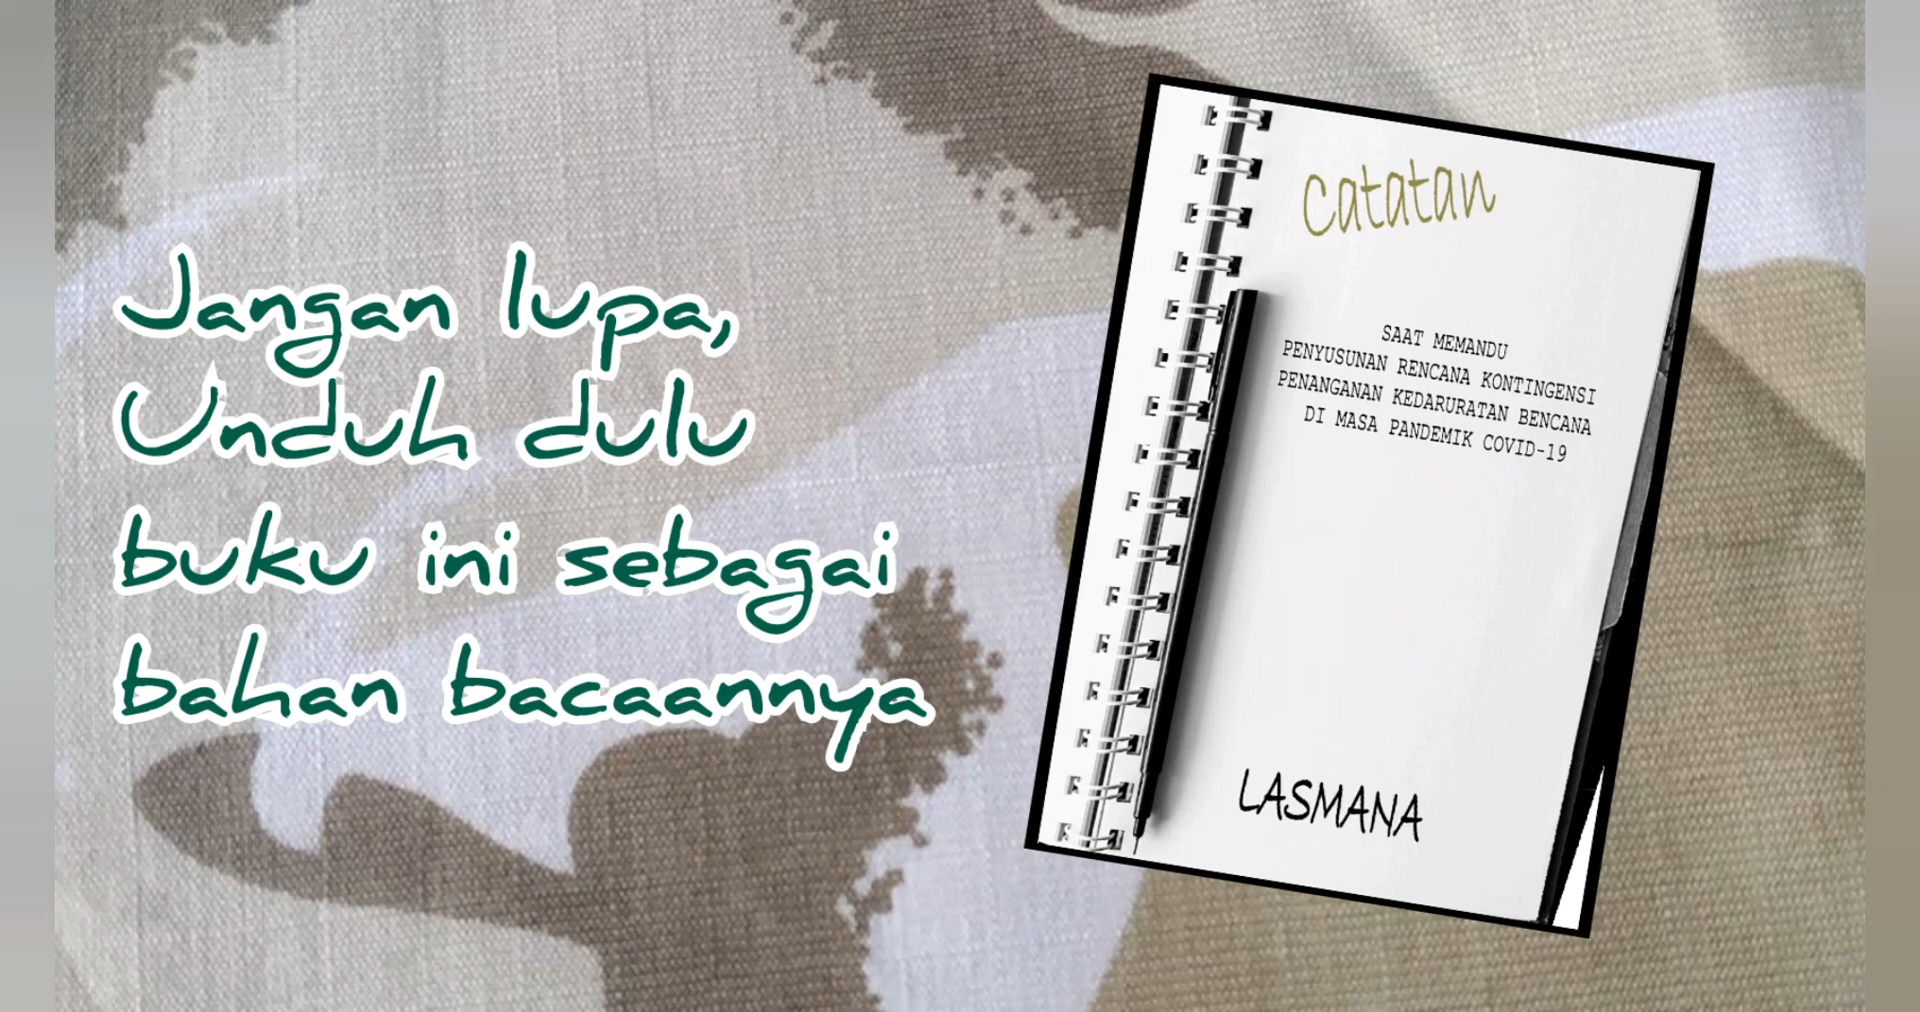 Jangan lupa,
Unduh dulu
buku ini sebagai
bahan bacaannya
Catatan
SAAT MEMANDU
PENYUSUNAN RENCANA KONTINGENSI
PENANGANAN KEDARURATAN BENCANA
DI MASA PANDEMIK COVID-19
LASMANA